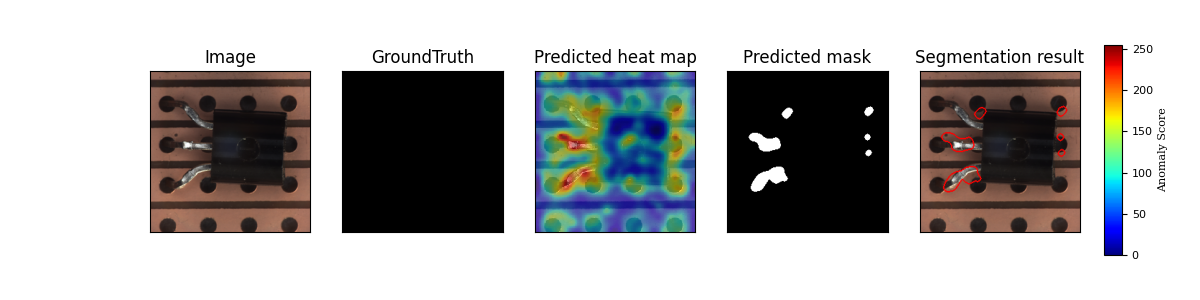 Image
GroundTruth
Predicted heat map
Predicted mask
Segmentation result
250
200
150
100
50
0
Anomaly Score